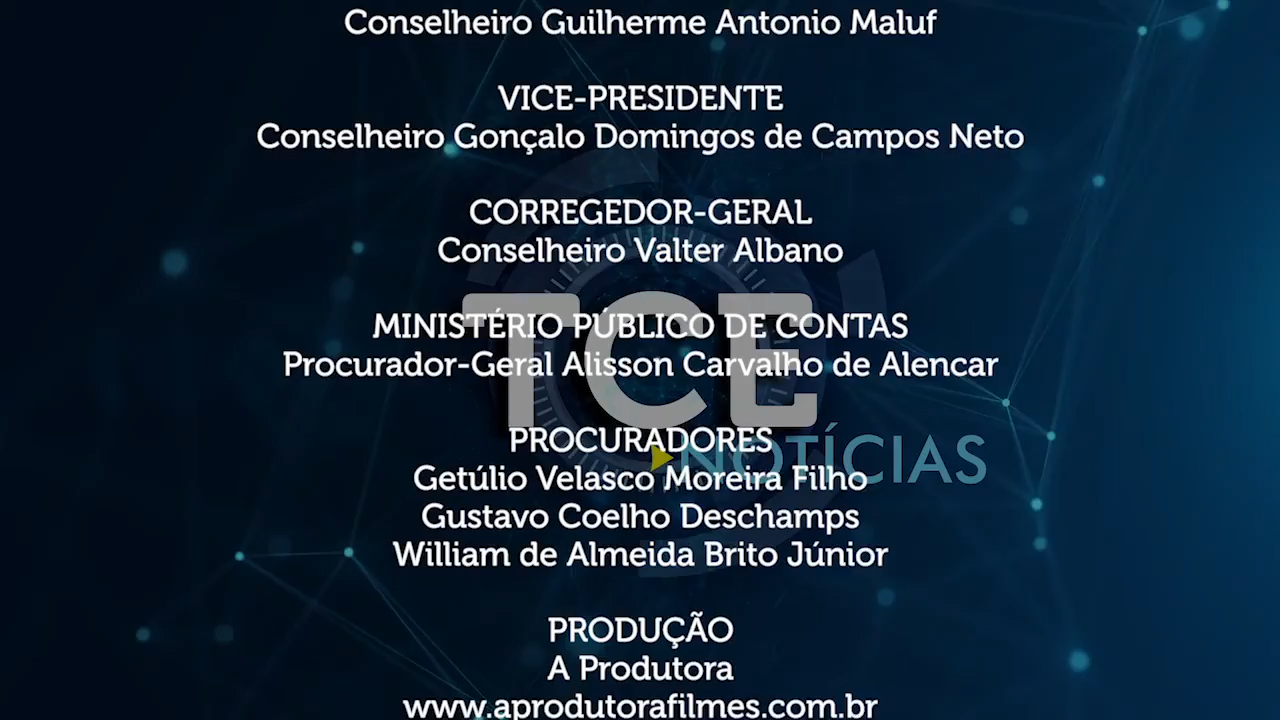 Conselheiro Guilherme Antonio Maluf
VICE-PRESIDENTE
Conselheiro Gonçalo Domingos de Campos Neto
CORREGEDOR-GERAL
Conselheiro Valter Albano
MINISTÉRIO PÚBLICO DE CONTAS
Procurador-Geral Alisson Carvalho de Alencar
TCE
NOTÍCIAS
PROCURADORES
Getúlio Velasco Moreira Filho
Gustavo Coelho Deschamps
William de Almeida Brito Júnior
PRODUÇÃO
A Produtora
www.aprodutorafilmes.com.br